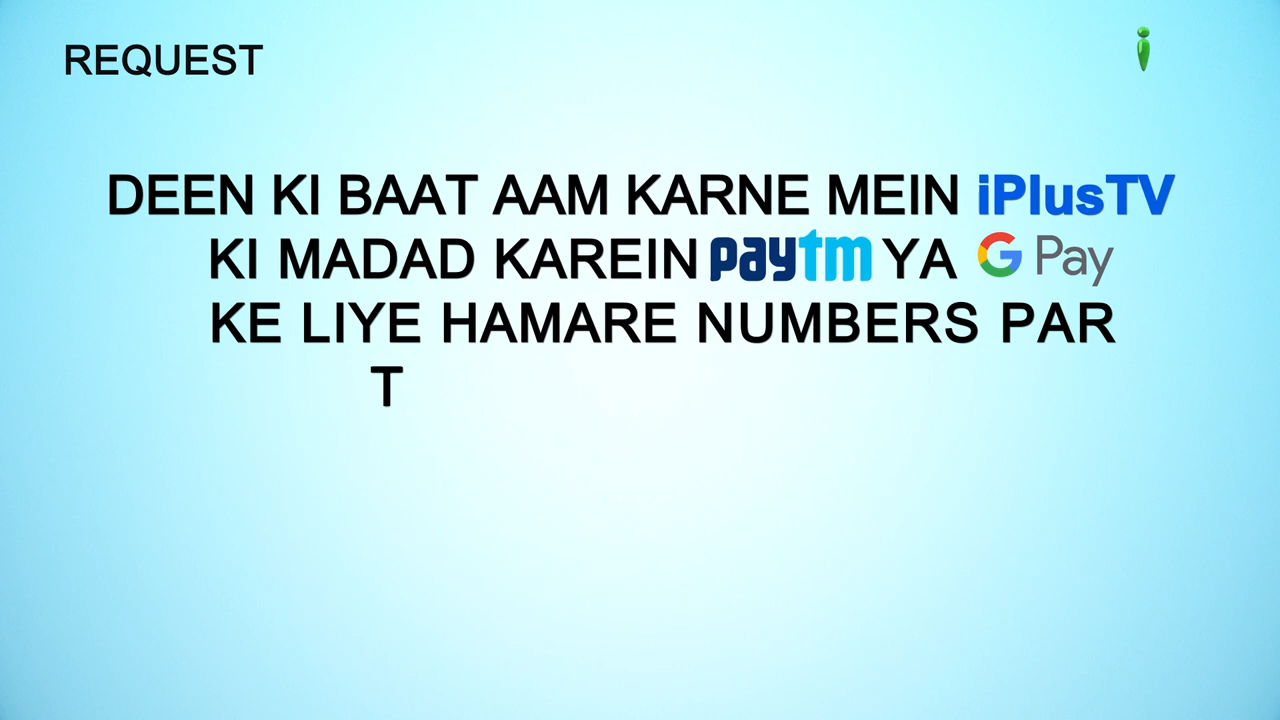 REQUEST
DEEN KI BAAT AAM KARNE MEIN iPlusTV
KI MADAD KAREIN paytm YA G Pay
KE LIYE HAMARE NUMBERS PAR
T